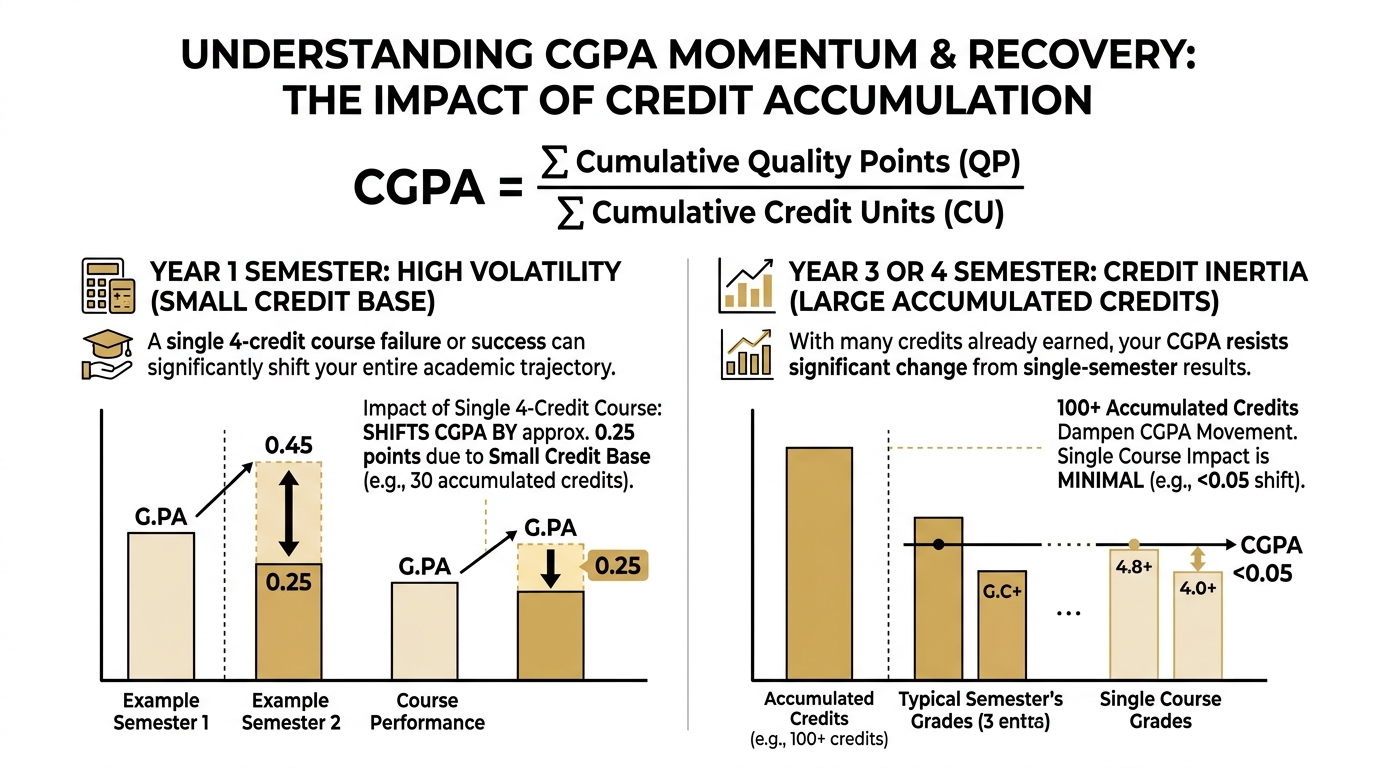 UNDERSTANDING CGPA MOMENTUM & RECOVERY:
THE IMPACT OF CREDIT ACCUMULATION
CGPA = ∑ Cumulative Quality Points (QP)
∑ Cumulative Credit Units (CU)
YEAR 1 SEMESTER: HIGH VOLATILITY
(SMALL CREDIT BASE)
A single 4-credit course failure or success can
significantly shift your entire academic trajectory.
Impact of Single 4-Credit Course:
SHIFTS CGPA BY approx. 0.25
points due to Small Credit Base
(e.g., 30 accumulated credits).
0.45
G.PA
0.25
G.PA
G.PA
0.25
Example
Semester 1
Example
Semester 2
Course
Performance
YEAR 3 OR 4 SEMESTER: CREDIT INERTIA
(LARGE ACCUMULATED CREDITS)
With many credits already earned, your CGPA resists
significant change from single-semester results.
100+ Accumulated Credits
Dampen CGPA Movement.
Single Course Impact is
MINIMAL (e.g., <0.05 shift).
CGPA
<0.05
G.C+
...
4.8+
4.0+
Accumulated
Credits
(e.g., 100+ credits)
Typical Semester's
Grades (3 entra)
Single Course
Grades